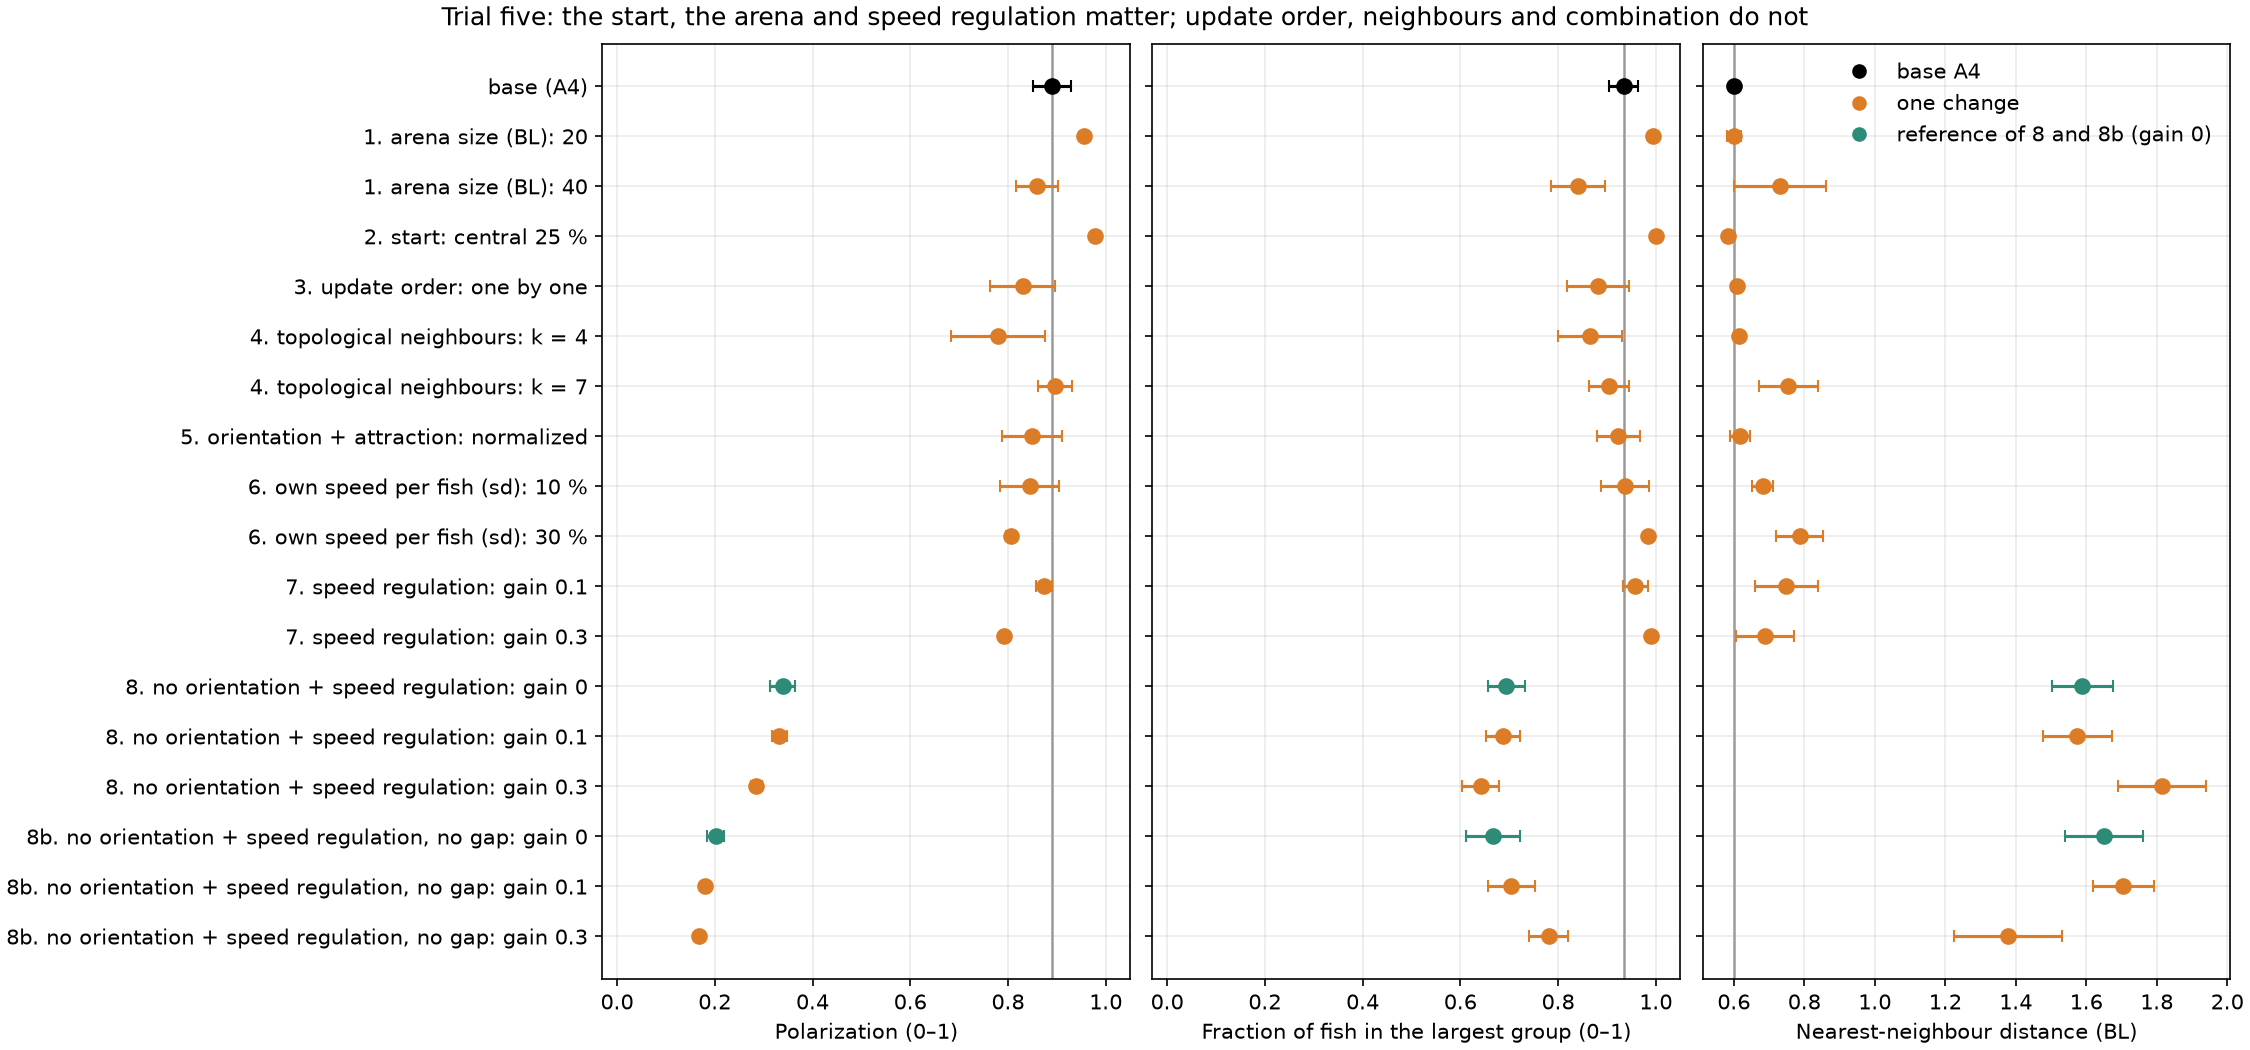 Trial five: the start, the arena and speed regulation matter; update order, neighbours and combination do not
base (A4)
1. arena size (BL): 20
1. arena size (BL): 40
2. start: central 25 %
3. update order: one by one
4. topological neighbours: k = 4
4. topological neighbours: k = 7
5. orientation + attraction: normalized
6. own speed per fish (sd): 10 %
6. own speed per fish (sd): 30 %
7. speed regulation: gain 0.1
7. speed regulation: gain 0.3
8. no orientation + speed regulation: gain 0
8. no orientation + speed regulation: gain 0.1
8. no orientation + speed regulation: gain 0.3
8b. no orientation + speed regulation, no gap: gain 0
8b. no orientation + speed regulation, no gap: gain 0.1
8b. no orientation + speed regulation, no gap: gain 0.3
0.0 0.2 0.4 0.6 0.8 1.0
Polarization (0–1)
0.0 0.2 0.4 0.6 0.8 1.0
Fraction of fish in the largest group (0–1)
base A4
one change
reference of 8 and 8b (gain 0)
0.6 0.8 1.0 1.2 1.4 1.6 1.8 2.0
Nearest-neighbour distance (BL)